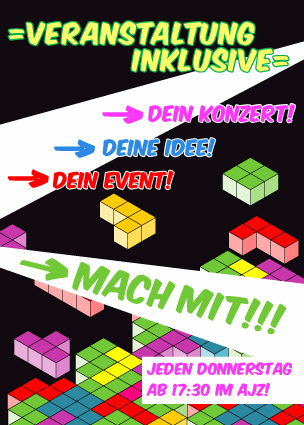 =VERANSTALTUNG
INKLUSIVE=
DEIN KONZERT!
DEINE IDEE!
DEIN EVENT!
MACH MIT!!!
JEDEN DONNERSTAG
AB 17:30 IM AJZ!